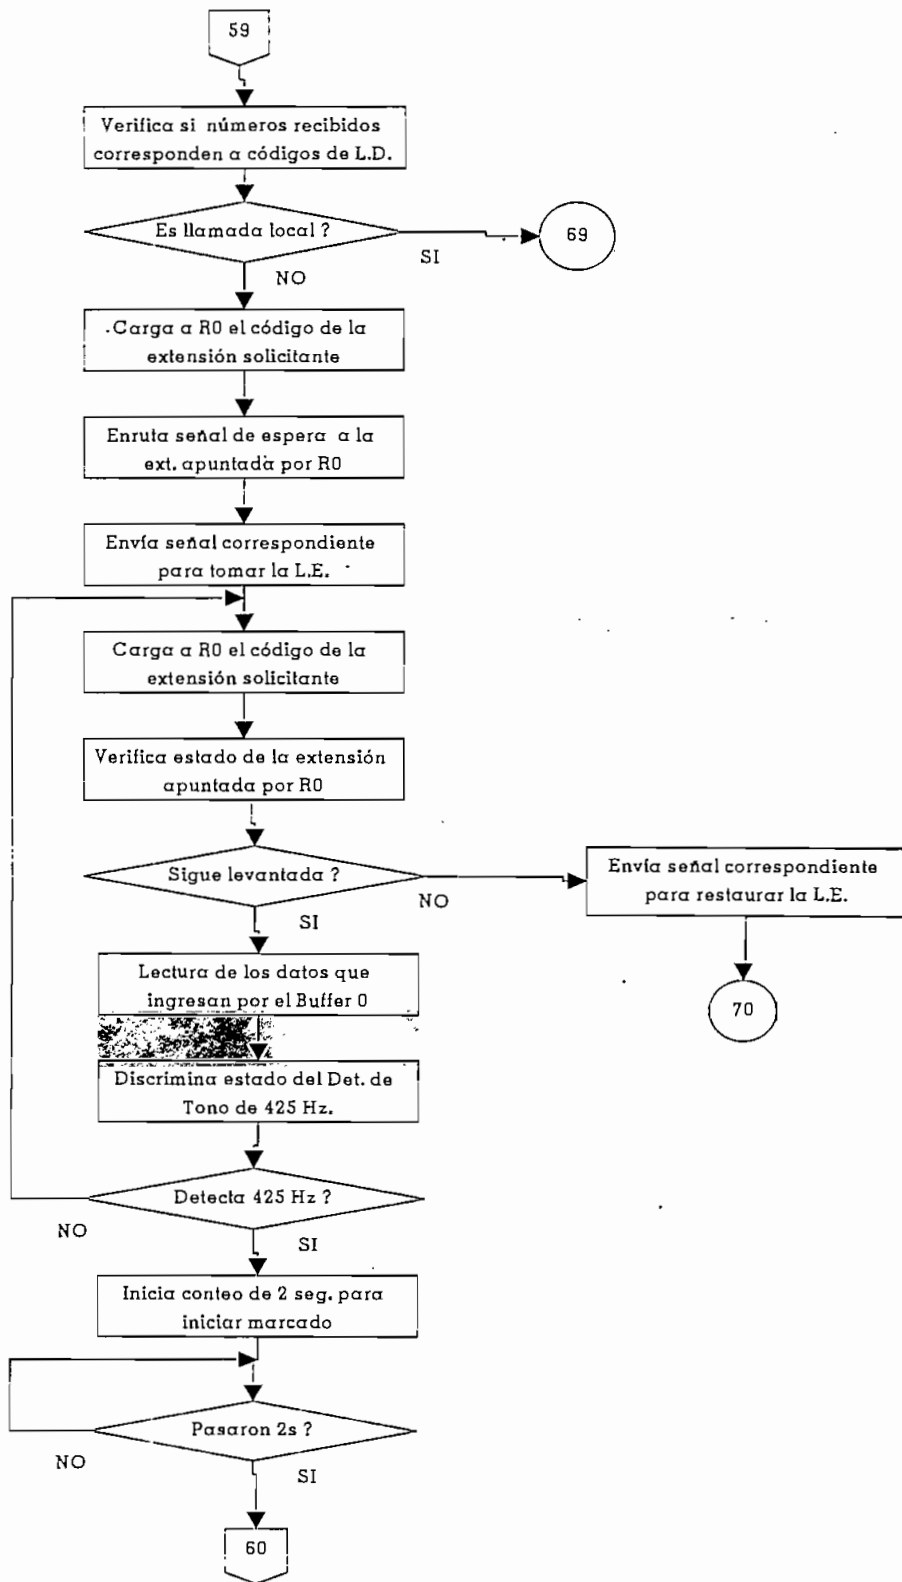 59
Verifica si números recibidos
corresponden a códigos de L.D.
Es llamada local ?
SI
69
NO
Carga a R0 el código de la
extensión solicitante
Enruta señal de espera a la
ext. apuntada por R0
Envía señal correspondiente
para tomar la L.E.
Carga a R0 el código de la
extensión solicitante
Verifica estado de la extensión
apuntada por R0
Sigue levantada ?
NO
SI
Envía señal correspondiente
para restaurar la L.E.
70
Lectura de los datos que
ingresan por el Buffer 0
Discrimina estado del Det. de
Tono de 425 Hz.
Detecta 425 Hz ?
NO
SI
Inicia conteo de 2 seg. para
iniciar marcado
Pasaron 2s ?
NO
SI
60